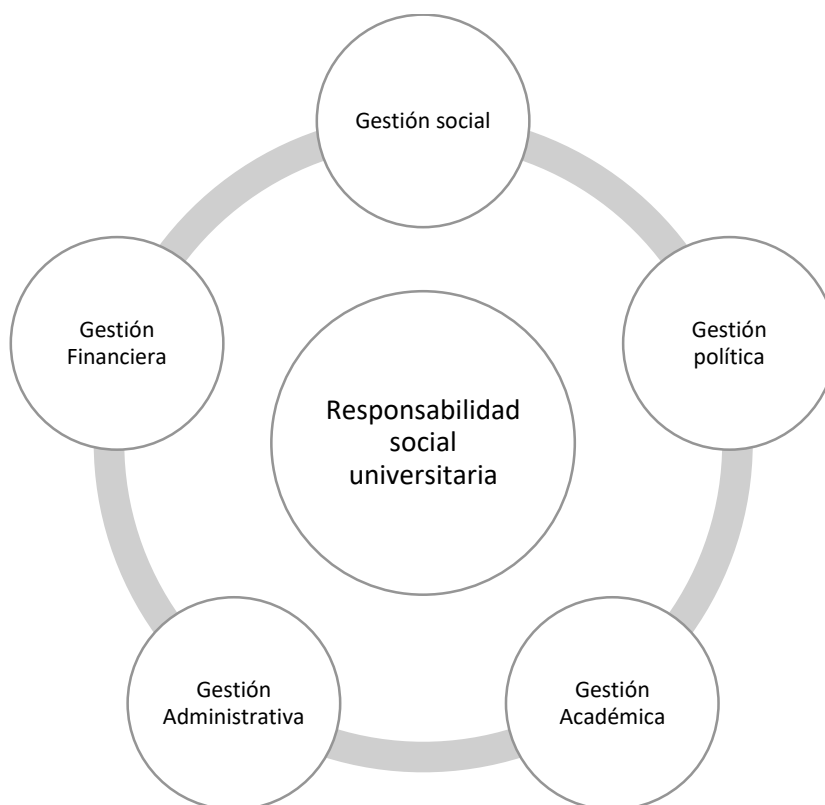 Gestión social
Gestión
Financiera
Gestión
política
Responsabilidad
social
universitaria
Gestión
Administrativa
Gestión
Académica